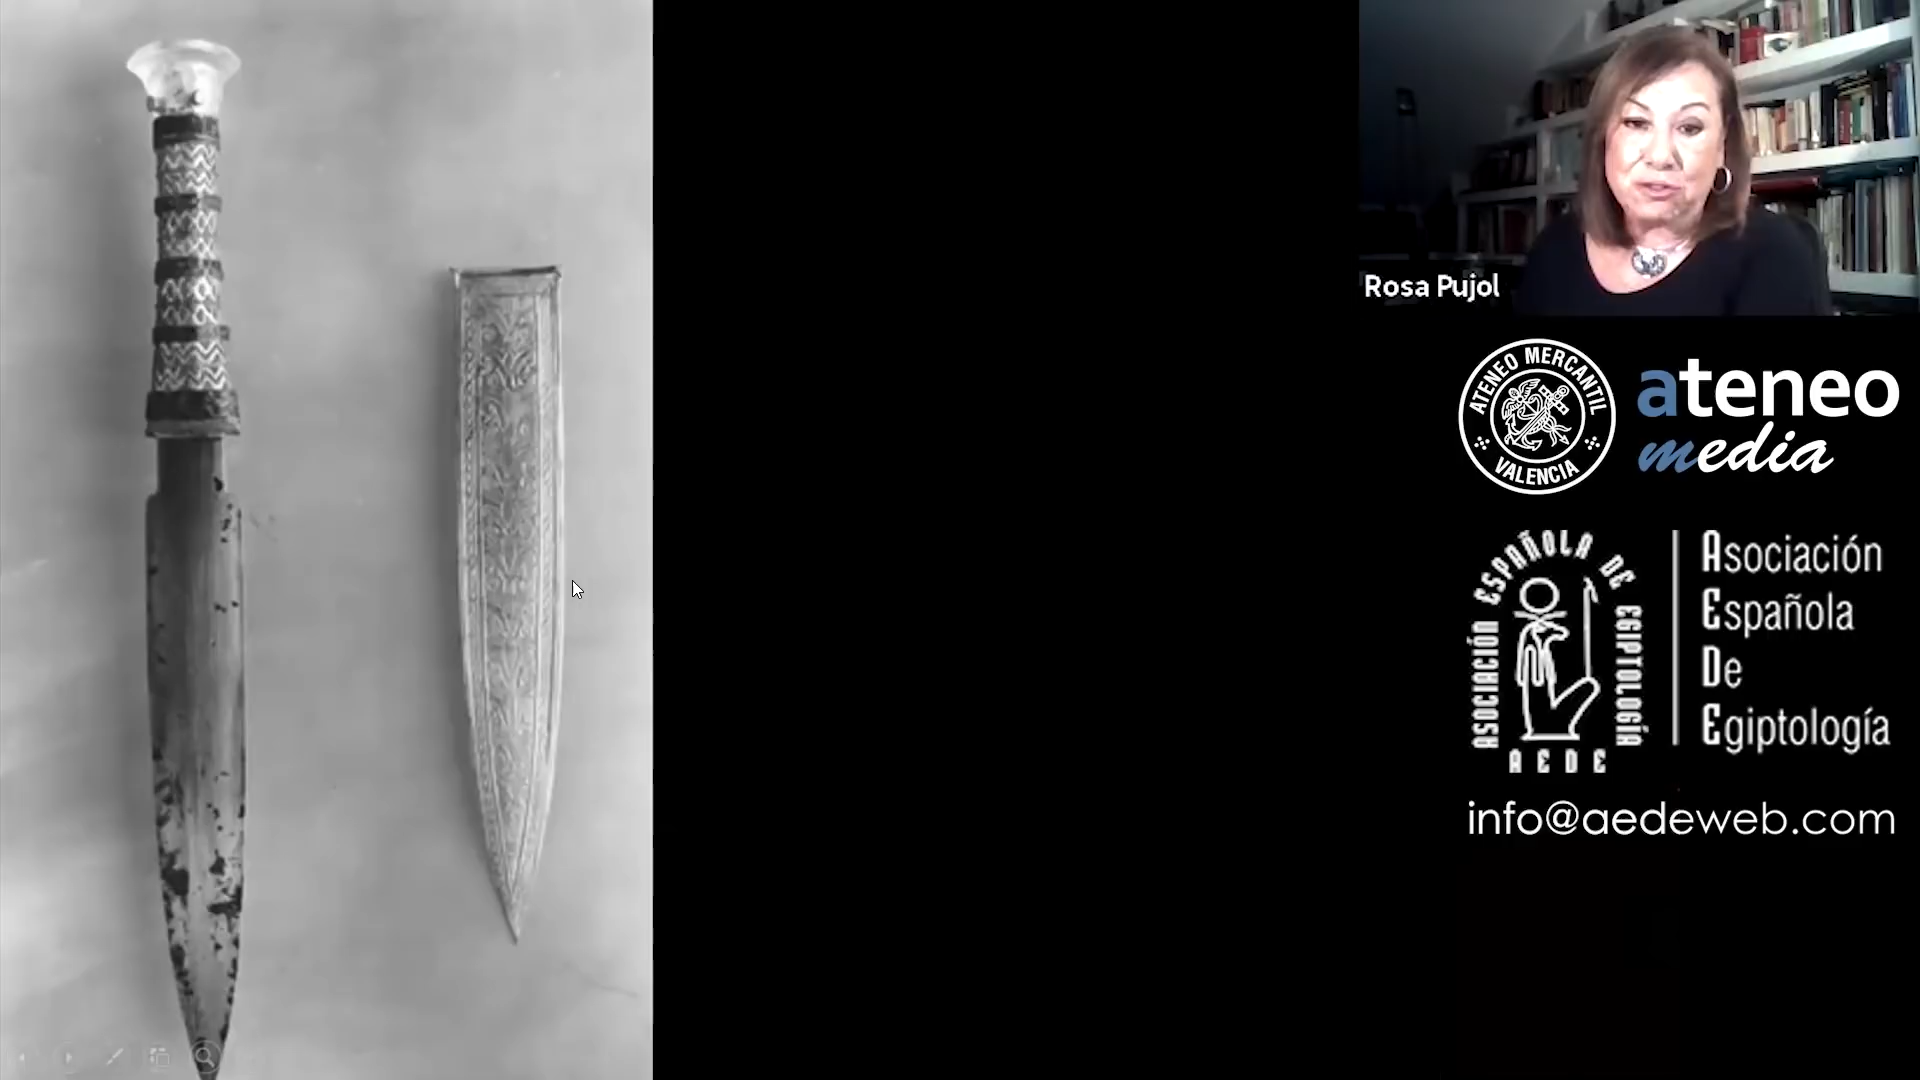 Rosa Pujol
ATENEO MERCANTIL
VALENCIA
ateneo
media
ASOCIACIÓN ESPAÑOLA DE EGIPTOLOGÍA
AEDE
Asociación
Española
De
Egiptología
info@aedeweb.com